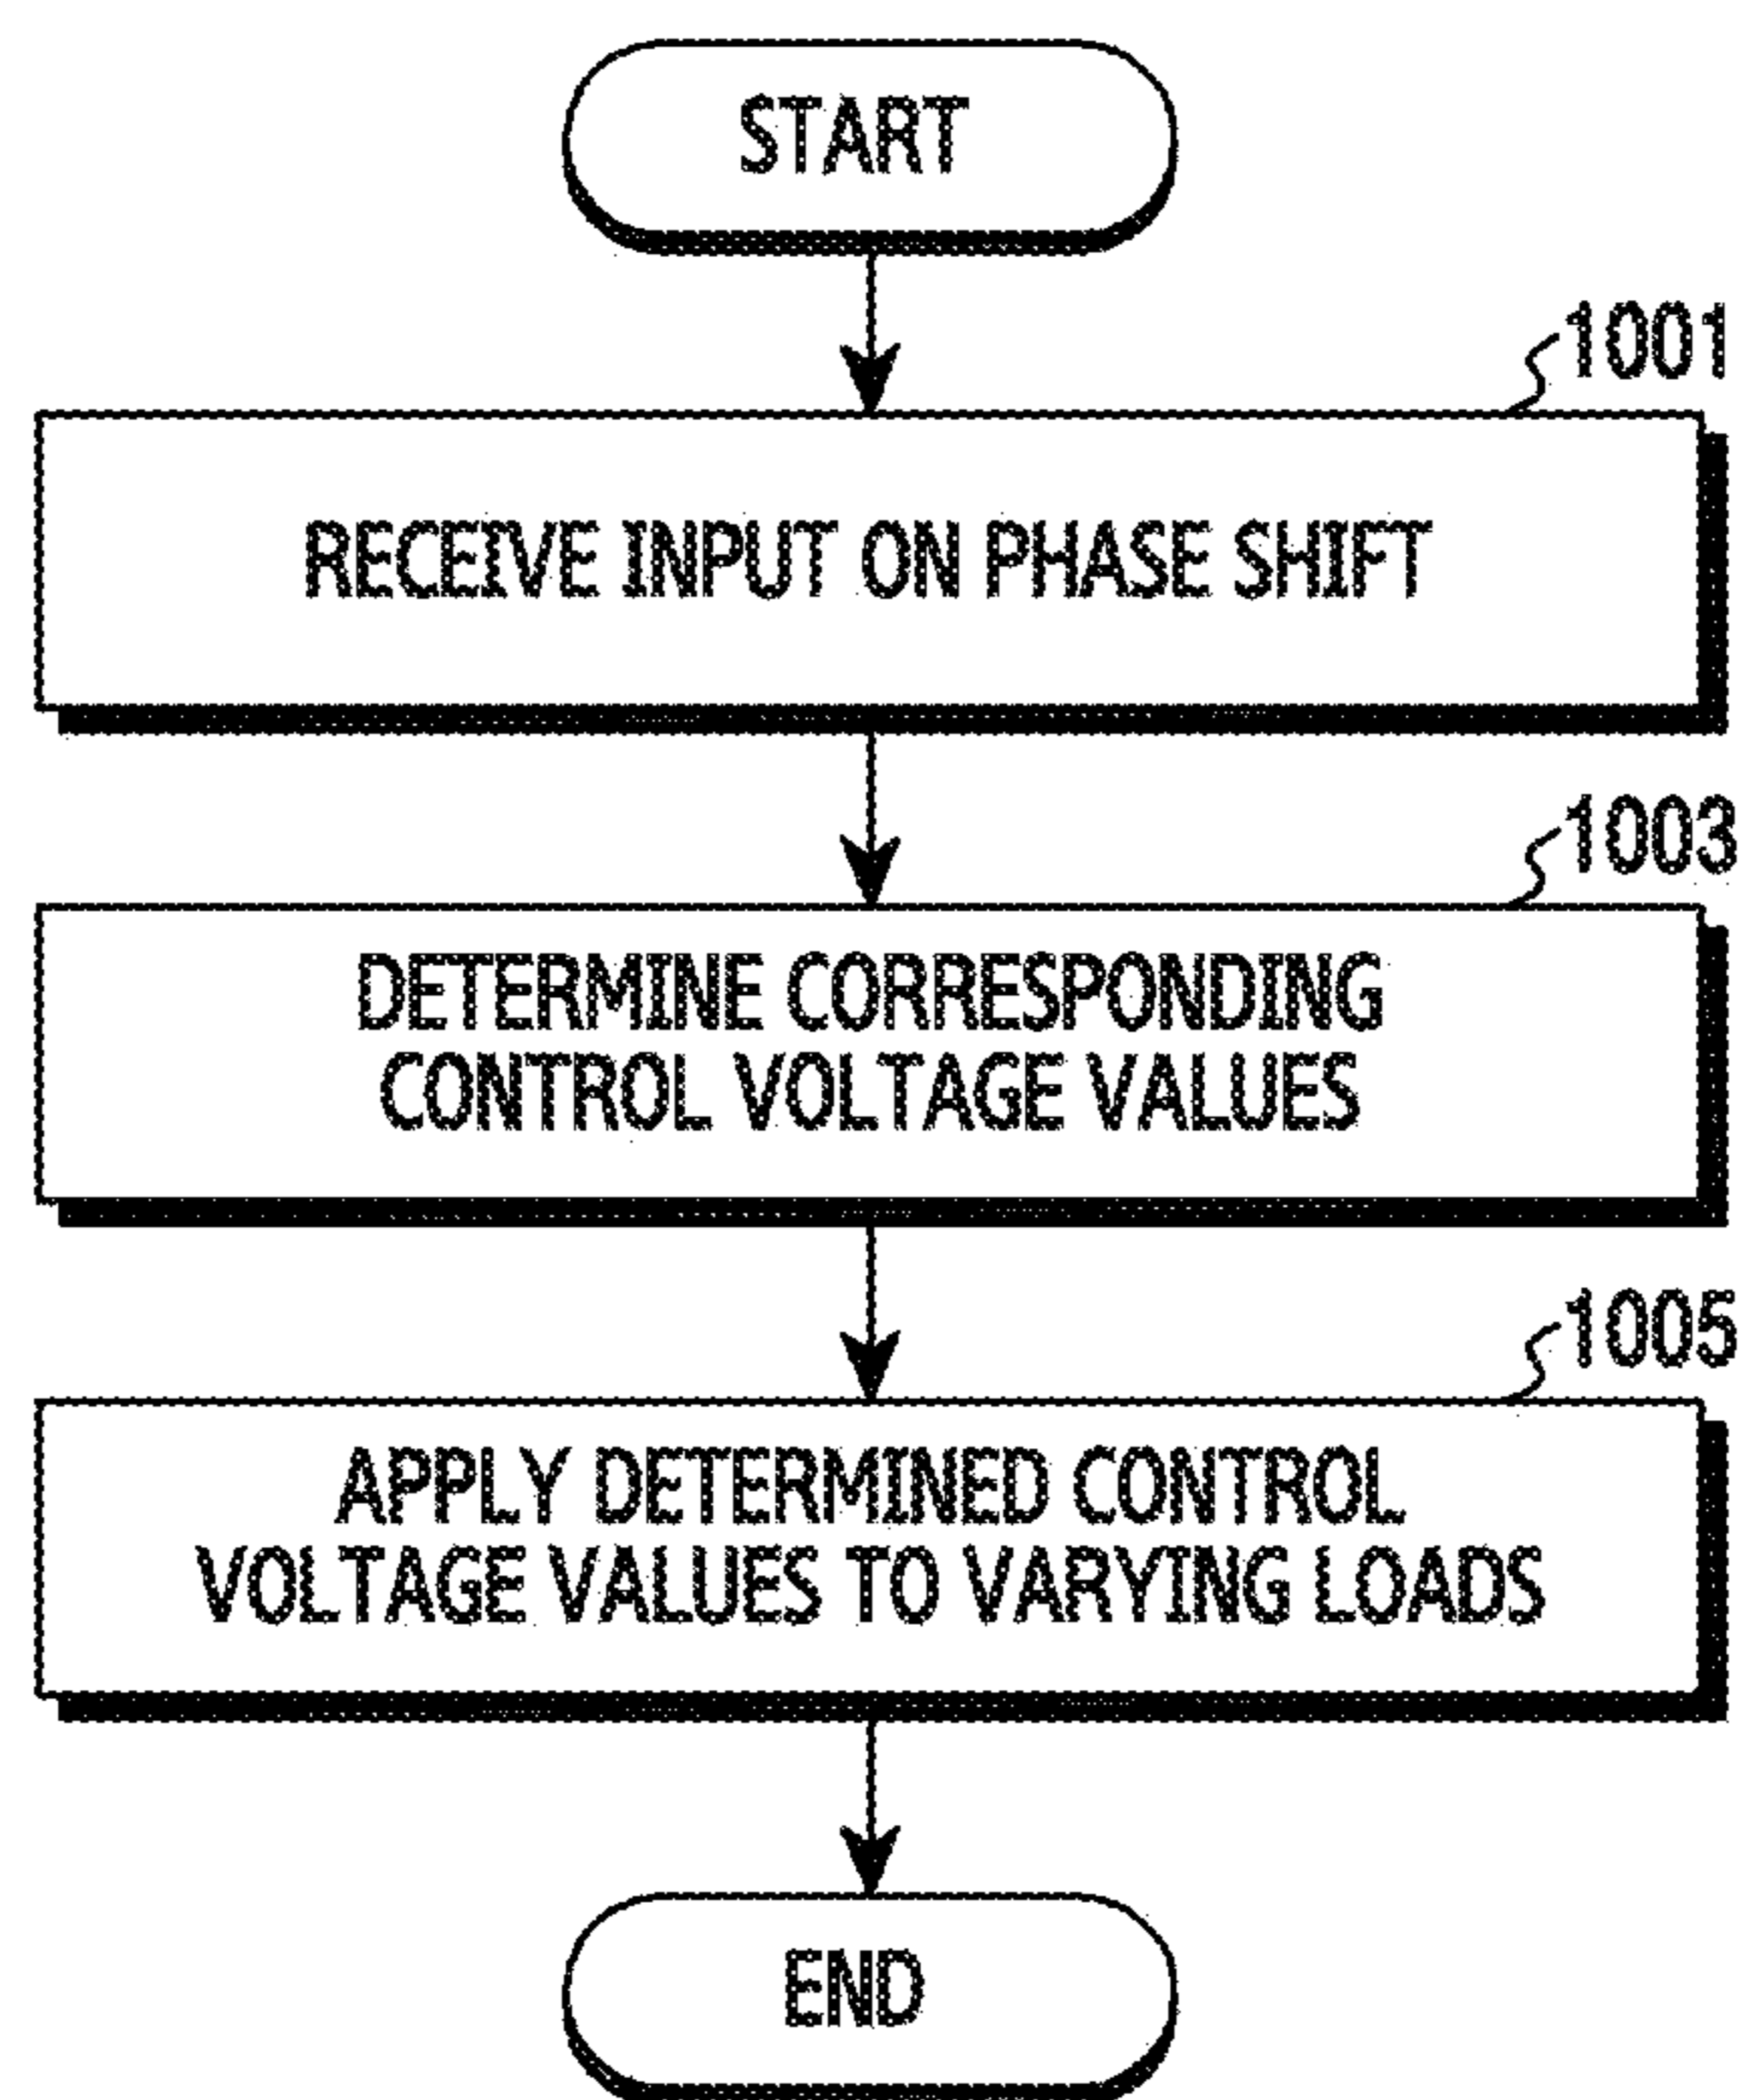 START
1001
RECEIVE INPUT ON PHASE SHIFT
1003
DETERMINE CORRESPONDING
CONTROL VOLTAGE VALUES
1005
APPLY DETERMINED CONTROL
VOLTAGE VALUES TO VARYING LOADS
END